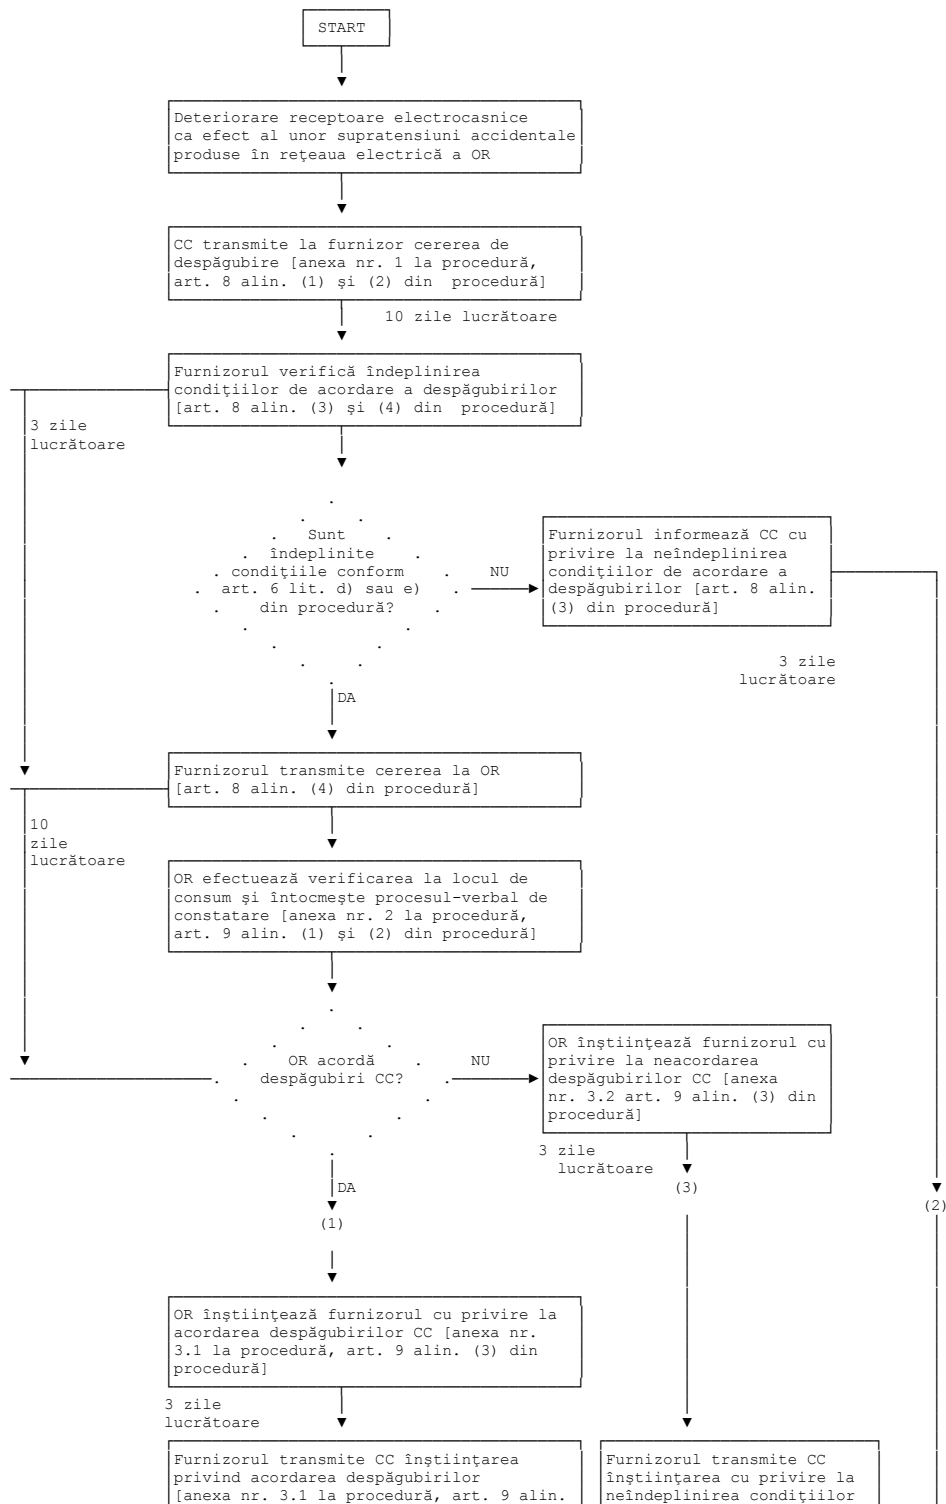 START
Deteriorare receptoare electrocasnice
ca efect al unor supratensiuni accidentale
produse în reţeaua electrică a OR
CC transmite la furnizor cererea de
despăgubire [anexa nr. 1 la procedură,
art. 8 alin. (1) şi (2) din  procedură]
10 zile lucrătoare
Furnizorul verifică îndeplinirea
condiţiilor de acordare a despăgubirilor
[art. 8 alin. (3) şi (4) din  procedură]
3 zile
lucrătoare
Sunt
îndeplinite
condiţiile conform
art. 6 lit. d) sau e)
din procedură?
NU
Furnizorul informează CC cu
privire la neîndeplinirea
condiţiilor de acordare a
despăgubirilor [art. 8 alin.
(3) din procedură]
3 zile
lucrătoare
DA
Furnizorul transmite cererea la OR
[art. 8 alin. (4) din procedură]
10
zile
lucrătoare
OR efectuează verificarea la locul de
consum şi întocmeşte procesul-verbal de
constatare [anexa nr. 2 la procedură,
art. 9 alin. (1) şi (2) din procedură]
OR acordă
despăgubiri CC?
NU
OR înştiinţează furnizorul cu
privire la neacordarea
despăgubirilor CC [anexa
nr. 3.2 art. 9 alin. (3) din
procedură]
3 zile
lucrătoare
DA
(3)
(2)
(1)
OR înştiinţează furnizorul cu privire la
acordarea despăgubirilor CC [anexa nr.
3.1 la procedură, art. 9 alin. (3) din
procedură]
3 zile
lucrătoare
Furnizorul transmite CC înştiinţarea
privind acordarea despăgubirilor
[anexa nr. 3.1 la procedură, art. 9 alin.
Furnizorul transmite CC
înştiinţarea cu privire la
neîndeplinirea condiţiilor